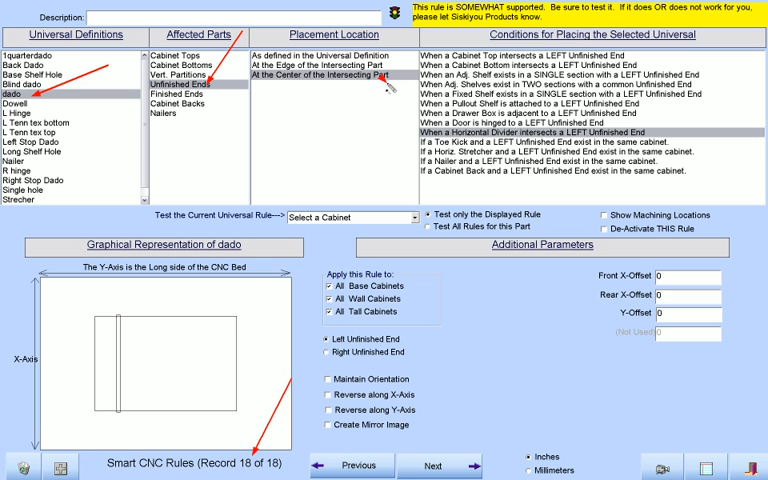 Description:
This rule is SOMEWHAT supported. Be sure to test it. If it does OR does not work for you,
please let Siskiyou Products know.
Universal Definitions
Affected Parts
Placement Location
Conditions for Placing the Selected Universal
1quarterdado
Back Dado
Base Shelf Hole
Blind dado
dado
Dowell
L Hinge
L Tenn tex bottom
L Tenn tex top
Left Stop Dado
Long Shelf Hole
Nailer
R hinge
Right Stop Dado
Single hole
Strecher
Cabinet Tops
Cabinet Bottoms
Vert. Partitions
Unfinished Ends
Finished Ends
Cabinet Backs
Nailers
As defined in the Universal Definition
At the Edge of the Intersecting Part
At the Center of the Intersecting Part
When a Cabinet Top intersects a LEFT Unfinished End
When a Cabinet Bottom intersects a LEFT Unfinished End
When an Adj. Shelf exists in a SINGLE section with a LEFT Unfinished End
When Adj. Shelves exist in TWO sections with a common Unfinished End
When a Fixed Shelf exists in a SINGLE section with a LEFT Unfinished End
When a Pullout Shelf is attached to a LEFT Unfinished End
When a Drawer Box is adjacent to a LEFT Unfinished End
When a Door is hinged to a LEFT Unfinished End
When a Horizontal Divider intersects a LEFT Unfinished End
If a Toe Kick and a LEFT Unfinished End exist in the same cabinet.
If a Horiz. Stretcher and a LEFT Unfinished End exist in the same cabinet.
If a Nailer and a LEFT Unfinished End exist in the same cabinet.
If a Cabinet Back and a LEFT Unfinished End exist in the same cabinet.
Test the Current Universal Rule--->
Select a Cabinet
Test only the Displayed Rule
Test All Rules for this Part
Show Machining Locations
De-Activate THIS Rule
Graphical Representation of dado
Additional Parameters
The Y-Axis is the Long side of the CNC Bed
X-Axis
Apply this Rule to:
All Base Cabinets
All Wall Cabinets
All Tall Cabinets
Left Unfinished End
Right Unfinished End
Maintain Orientation
Reverse along X-Axis
Reverse along Y-Axis
Create Mirror Image
Front X-Offset 0
Rear X-Offset 0
Y-Offset 0
(Not Used) 0
Smart CNC Rules (Record 18 of 18)
Previous
Next
Inches
Millimeters